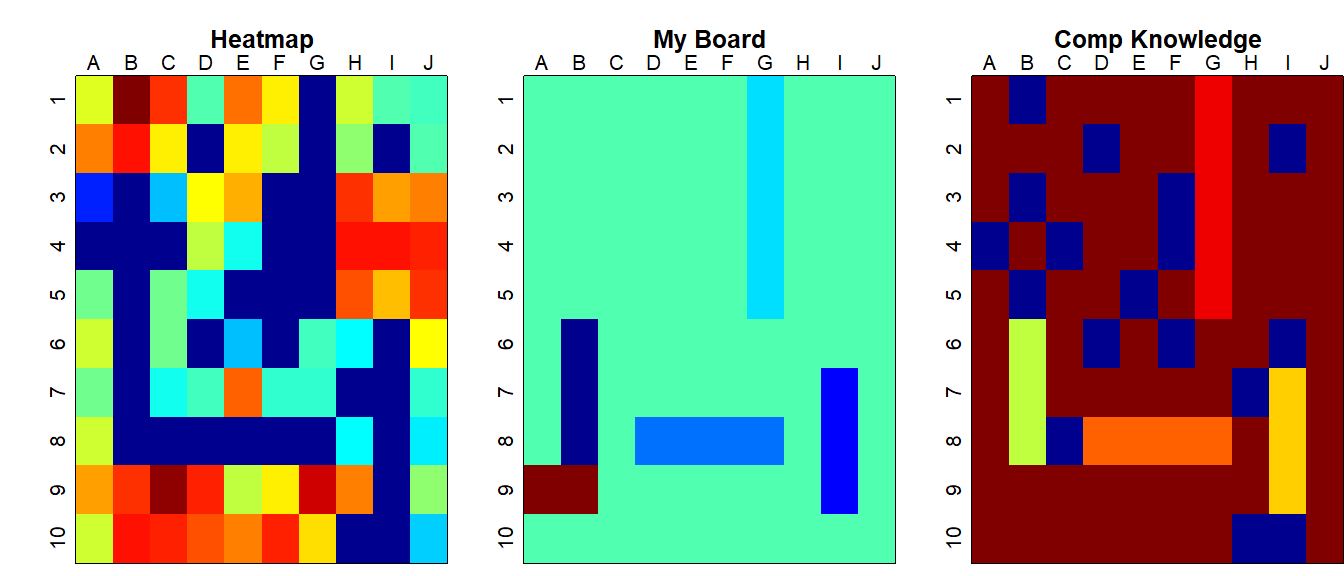 Heatmap My Board Comp Knowledge
A B C D E F G H I J A B C D E F G H I J A B C D E F G H I J
1 1 1
2 2 2
3 3 3
4 4 4
5 5 5
6 6 6
7 7 7
8 8 8
9 9 9
10 10 10